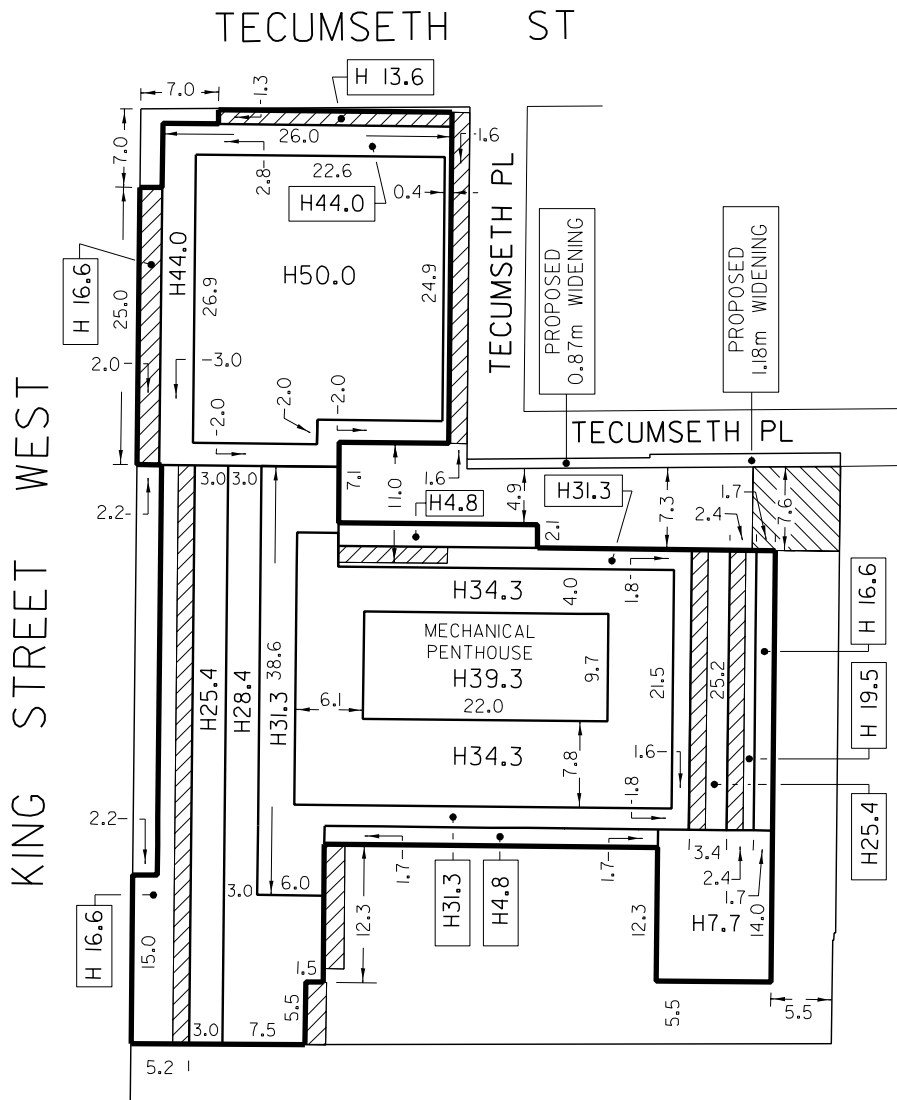 TECUMSETH ST
H 13.6
7.0
1.3
26.0
1.6
7.0
2.8
22.6
0.4
H44.0
TECUMSETH PL
PROPOSED
0.87m WIDENING
PROPOSED
1.18m WIDENING
H 16.6
25.0
H44.0
H50.0
26.9
24.9
2.0
3.0
2.0
2.0
2.0
TECUMSETH PL
KING STREET WEST
2.2
3.0
3.0
7.1
11.0
1.6
H4.8
4.9
H31.3
7.3
2.4
1.7
7.6
2.1
H34.3
4.0
1.8
H 16.6
MECHANICAL
PENTHOUSE
H39.3
22.0
9.7
21.5
25.2
H25.4
H28.4
H31.3
38.6
6.1
H 19.5
H34.3
7.8
1.6
1.8
H25.4
2.2
1.7
1.7
3.4
2.4
1.7
H 16.6
3.0
6.0
H31.3
H4.8
12.3
12.3
H7.7
14.0
15.0
1.5
5.5
5.5
5.5
3.0
7.5
5.2